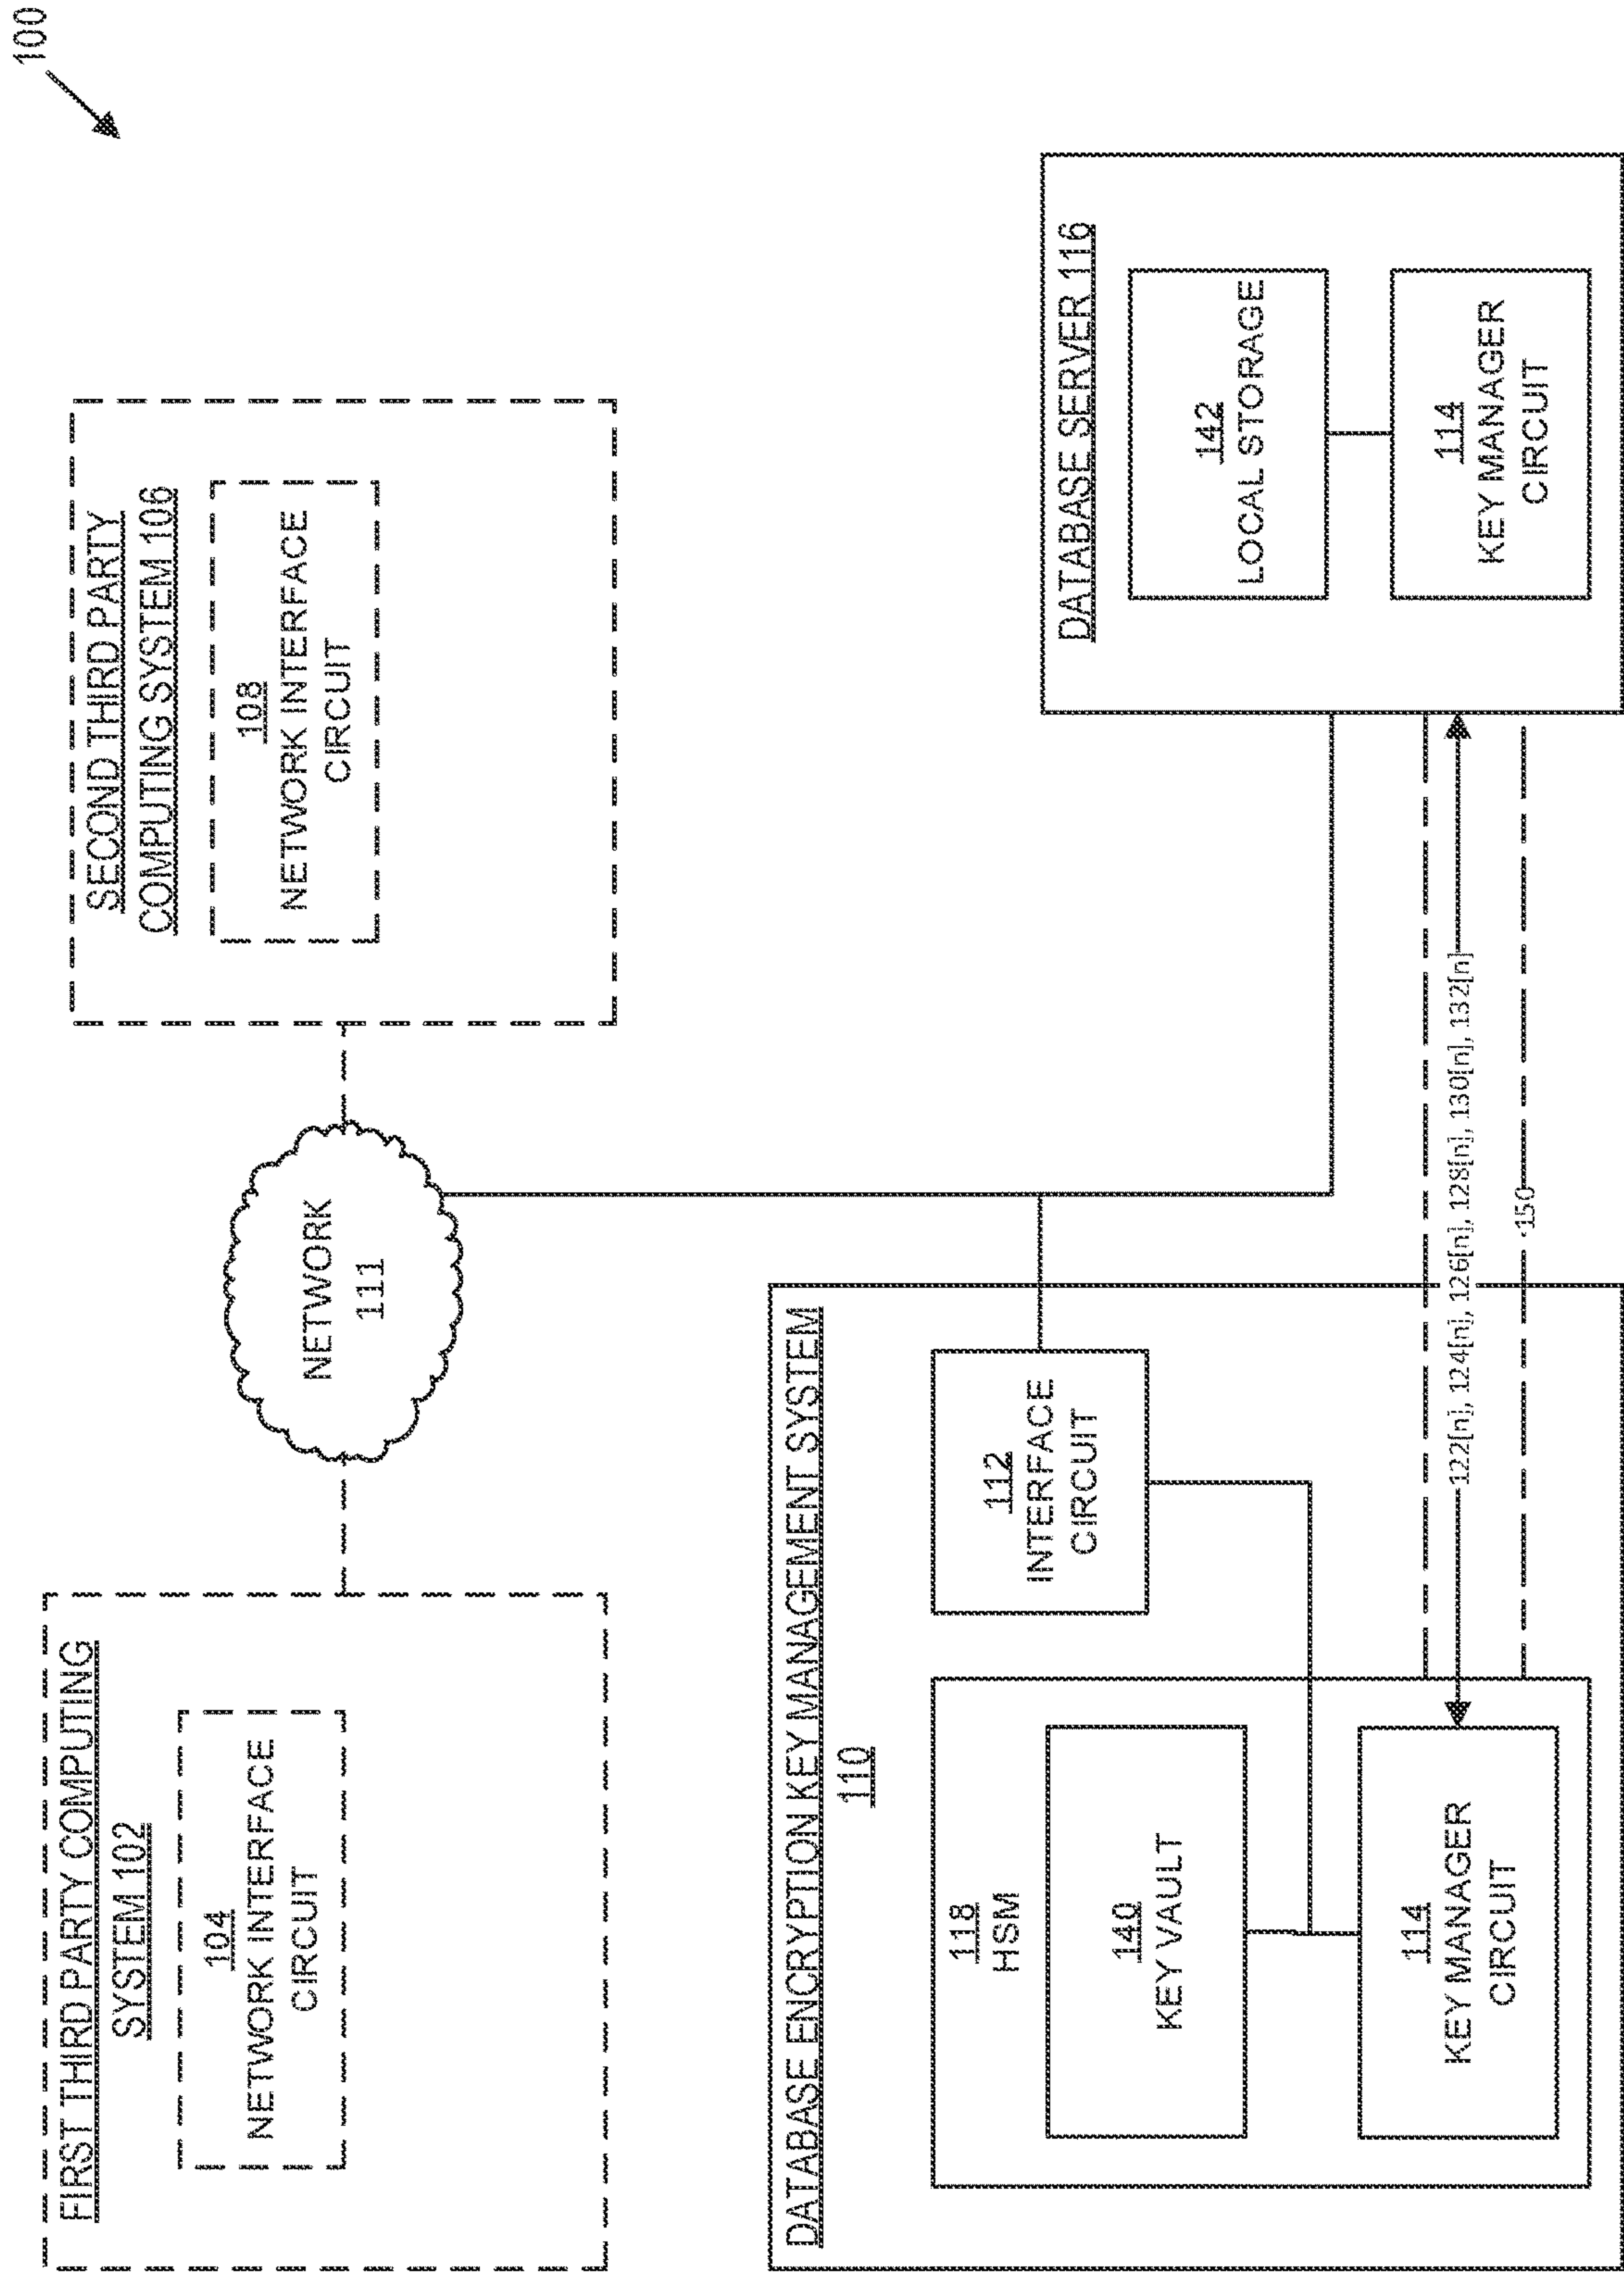 100
FIRST THIRD PARTY COMPUTING
SYSTEM 102
104
NETWORK INTERFACE
CIRCUIT
NETWORK
111
SECOND THIRD PARTY
COMPUTING SYSTEM 106
108
NETWORK INTERFACE
CIRCUIT
DATABASE ENCRYPTION KEY MANAGEMENT SYSTEM
110
118
HSM
140
KEY VAULT
114
KEY MANAGER
CIRCUIT
112
INTERFACE
CIRCUIT
122[n], 124[n], 126[n], 128[n], 130[n], 132[n]
150
DATABASE SERVER 116
142
LOCAL STORAGE
114
KEY MANAGER
CIRCUIT